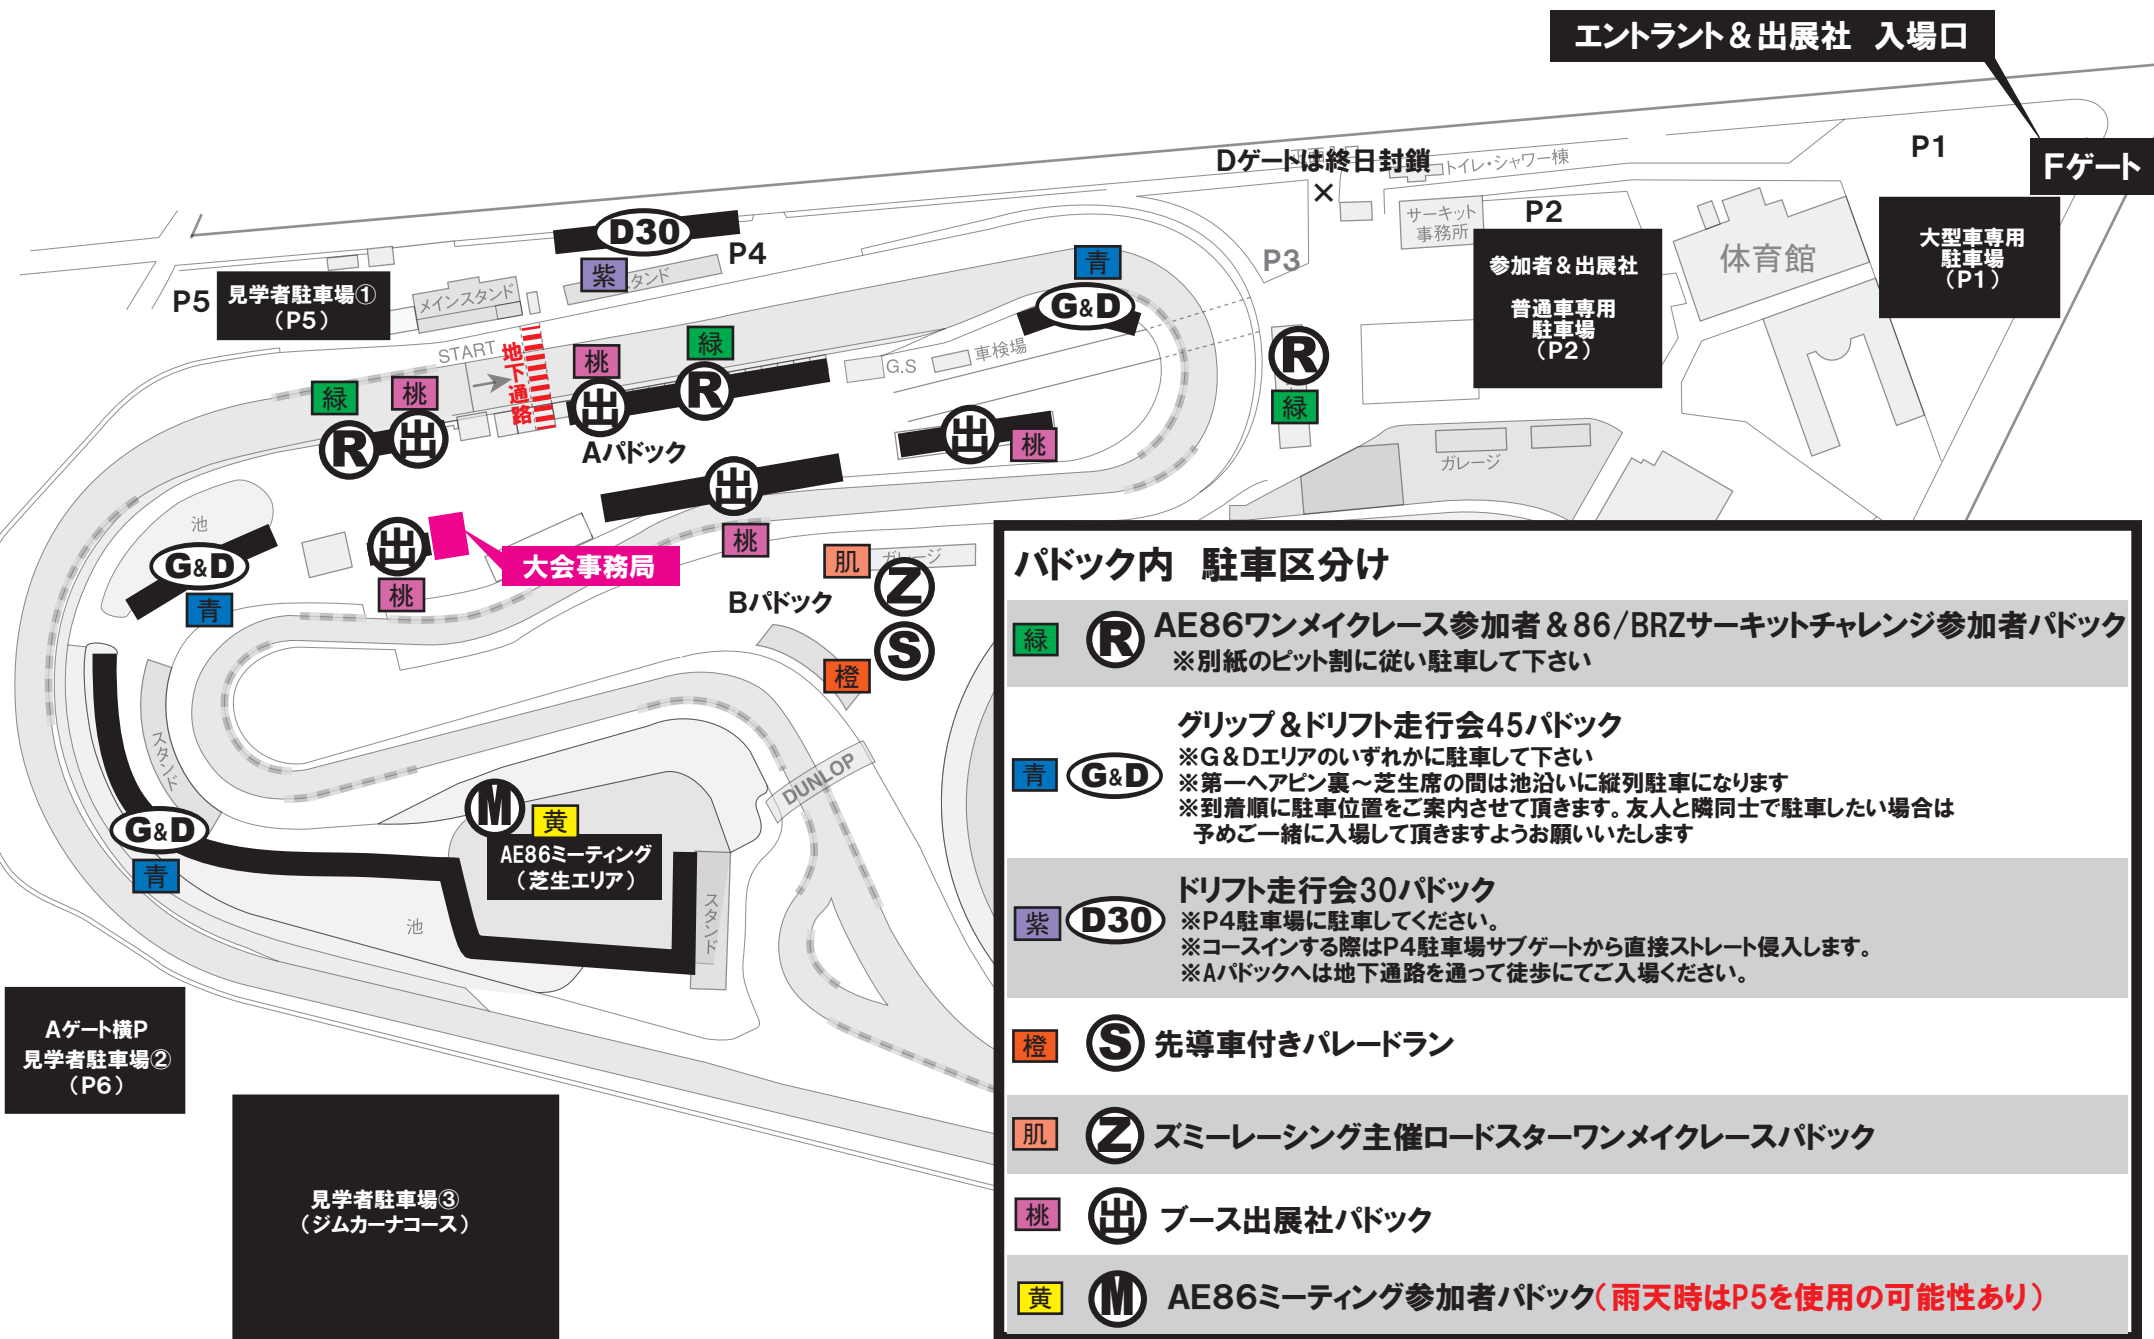 エントラント&出展社 入場口
Fゲート
P1
大型車専用
駐車場
(P1)
Dゲートは終日封鎖
×
トイレ・シャワー棟
サーキット
事務所
P2
参加者&出展社
普通車専用
駐車場
(P2)
体育館
P3
D30
紫
P4
P5
見学者駐車場①
(P5)
メインスタンド
START
地下通路
青
G&D
桃
出
緑
R
G.S
車検場
R
緑
緑
桃
R
出
Aパドック
出
桃
出
桃
ガレージ
池
G&D
青
出
桃
大会事務局
Bパドック
肌
ガレージ
Z
S
橙
スタンド
DUNLOP
M
黄
AE86ミーティング
(芝生エリア)
G&D
青
池
スタンド
Aゲート横P
見学者駐車場②
(P6)
見学者駐車場③
(ジムカーナコース)
パドック内 駐車区分け
緑 R AE86ワンメイクレース参加者&86/BRZサーキットチャレンジ参加者パドック
※別紙のピット割に従い駐車して下さい
青 G&D グリップ&ドリフト走行会45パドック
※G&Dエリアのいずれかに駐車して下さい
※第一ヘアピン裏~芝生席の間は池沿いに縦列駐車になります
※到着順に駐車位置をご案内させて頂きます。友人と隣同士で駐車したい場合は
予めご一緒に入場して頂きますようお願いいたします
紫 D30 ドリフト走行会30パドック
※P4駐車場に駐車してください。
※コースインする際はP4駐車場サブゲートから直接ストレート侵入します。
※Aパドックへは地下通路を通って徒歩にてご入場ください。
橙 S 先導車付きパレードラン
肌 Z ズミーレーシング主催ロードスターワンメイクレースパドック
桃 出 ブース出展社パドック
黄 M AE86ミーティング参加者パドック(雨天時はP5を使用の可能性あり)